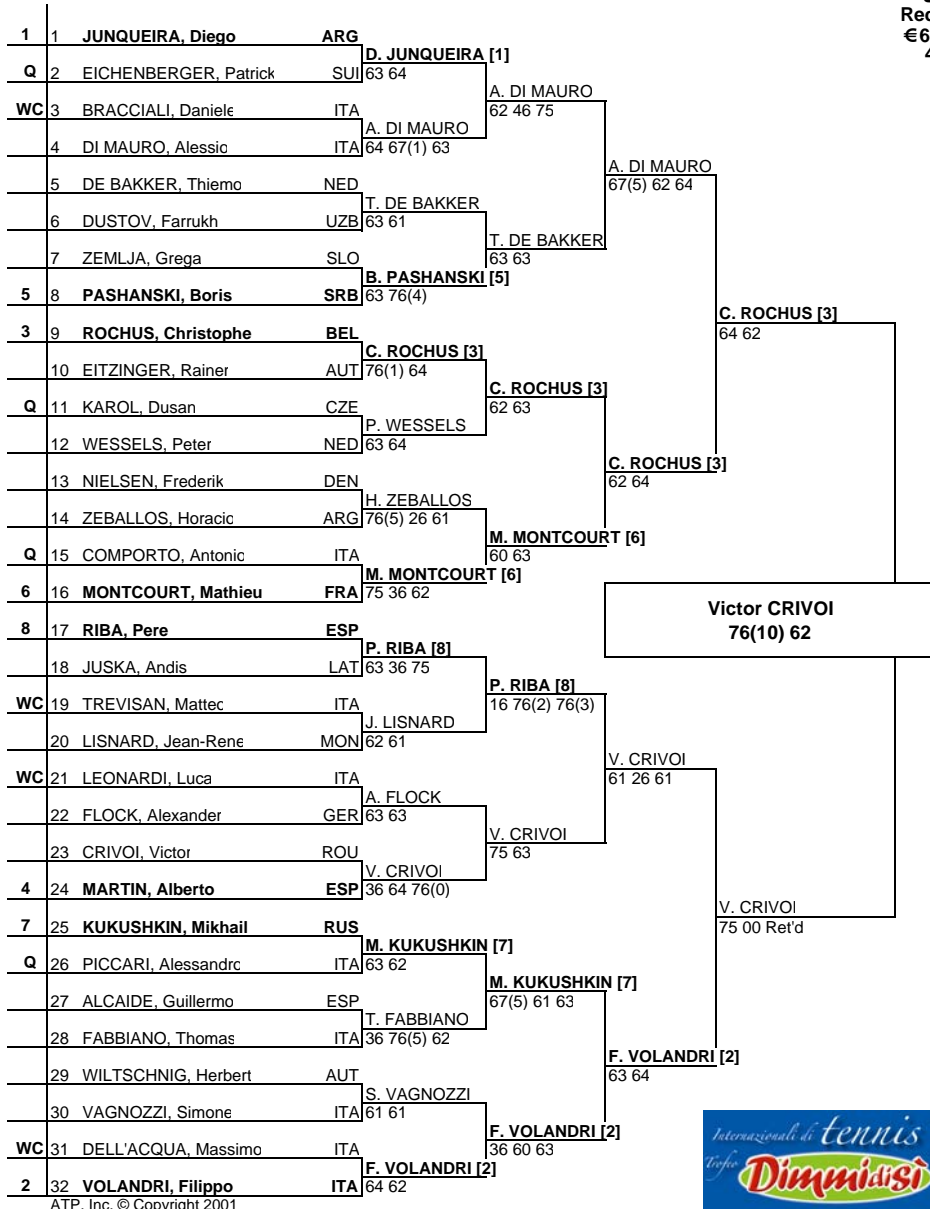 Rec
€6
4
1 1 JUNQUEIRA, Diego ARG
D. JUNQUEIRA [1]
Q 2 EICHENBERGER, Patrick SUI 63 64
A. DI MAURO
WC 3 BRACCIALI, Daniele ITA 62 46 75
A. DI MAURO
4 DI MAURO, Alessio ITA 64 67(1) 63
A. DI MAURO
5 DE BAKKER, Thiemo NED 67(5) 62 64
T. DE BAKKER
6 DUSTOV, Farrukh UZB 63 61
T. DE BAKKER
7 ZEMLJA, Grega SLO 63 63
B. PASHANSKI [5]
5 8 PASHANSKI, Boris SRB 63 76(4)
C. ROCHUS [3]
3 9 ROCHUS, Christophe BEL 64 62
C. ROCHUS [3]
10 EITZINGER, Rainer AUT 76(1) 64
C. ROCHUS [3]
Q 11 KAROL, Dusan CZE 62 63
P. WESSELS
12 WESSELS, Peter NED 63 64
C. ROCHUS [3]
13 NIELSEN, Frederik DEN 62 64
H. ZEBALLOS
14 ZEBALLOS, Horacio ARG 76(5) 26 61
M. MONTCOURT [6]
Q 15 COMPORTO, Antonio ITA 60 63
M. MONTCOURT [6]
6 16 MONTCOURT, Mathieu FRA 75 36 62
Victor CRIVOI
76(10) 62
8 17 RIBA, Pere ESP
P. RIBA [8]
18 JUSKA, Andis LAT 63 36 75
P. RIBA [8]
WC 19 TREVISAN, Matteo ITA 16 76(2) 76(3)
J. LISNARD
20 LISNARD, Jean-Rene MON 62 61
V. CRIVOI
WC 21 LEONARDI, Luca ITA 61 26 61
A. FLOCK
22 FLOCK, Alexander GER 63 63
V. CRIVOI
23 CRIVOI, Victor ROU 75 63
V. CRIVOI
4 24 MARTIN, Alberto ESP 36 64 76(0)
V. CRIVOI
7 25 KUKUSHKIN, Mikhail RUS 75 00 Ret'd
M. KUKUSHKIN [7]
Q 26 PICCARI, Alessandro ITA 63 62
M. KUKUSHKIN [7]
27 ALCAIDE, Guillermo ESP 67(5) 61 63
T. FABBIANO
28 FABBIANO, Thomas ITA 36 76(5) 62
F. VOLANDRI [2]
29 WILTSCHNIG, Herbert AUT 63 64
S. VAGNOZZI
30 VAGNOZZI, Simone ITA 61 61
F. VOLANDRI [2]
WC 31 DELL'ACQUA, Massimo ITA 36 60 63
F. VOLANDRI [2]
2 32 VOLANDRI, Filippo ITA 64 62
ATP, Inc. © Copyright 2001
Internazionali di tennis
Trofeo Dimmidisì